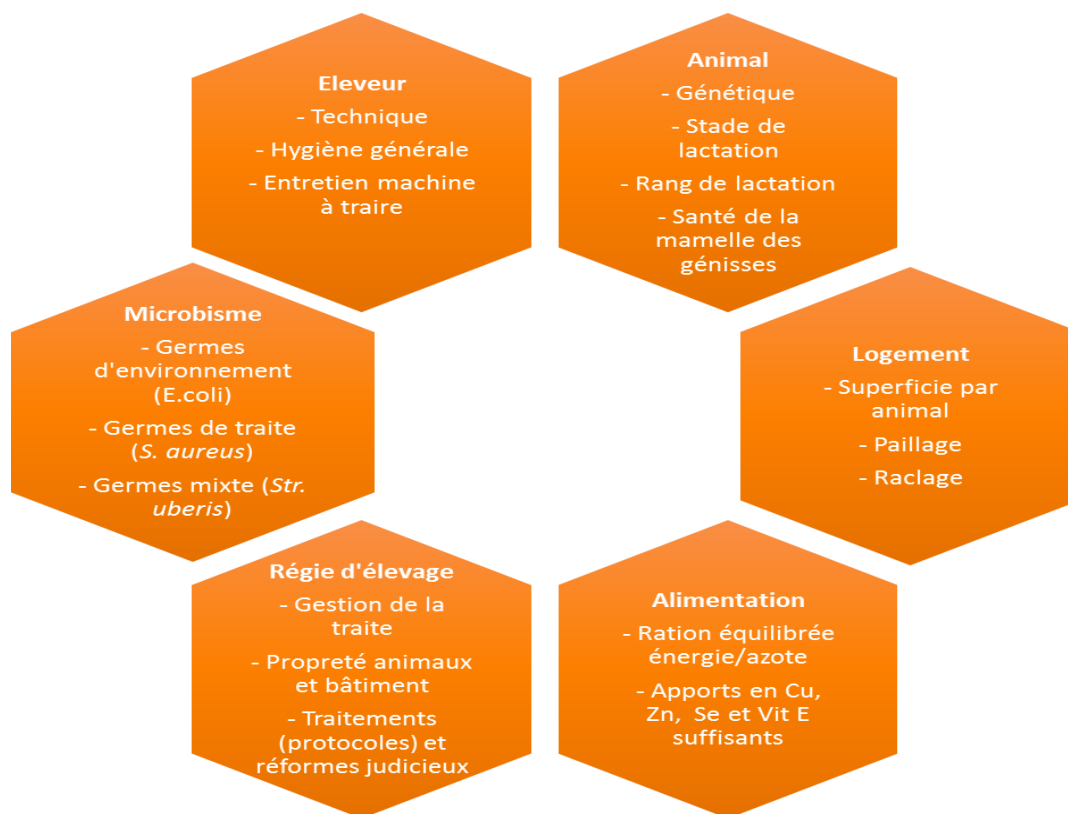 Eleveur
- Technique
- Hygiène générale
- Entretien machine
à traire
Animal
- Génétique
- Stade de
lactation
- Rang de lactation
- Santé de la
mamelle des
génisses
Microbisme
- Germes
d'environnement
(E.coli)
- Germes de traite
(S. aureus)
- Germes mixte (Str.
uberis)
Logement
- Superficie par
animal
- Paillage
- Raclage
Régie d'élevage
- Gestion de la
traite
- Propreté animaux
et bâtiment
- Traitements
(protocoles) et
réformes judicieux
Alimentation
- Ration équilibrée
énergie/azote
- Apports en Cu,
Zn, Se et Vit E
suffisants